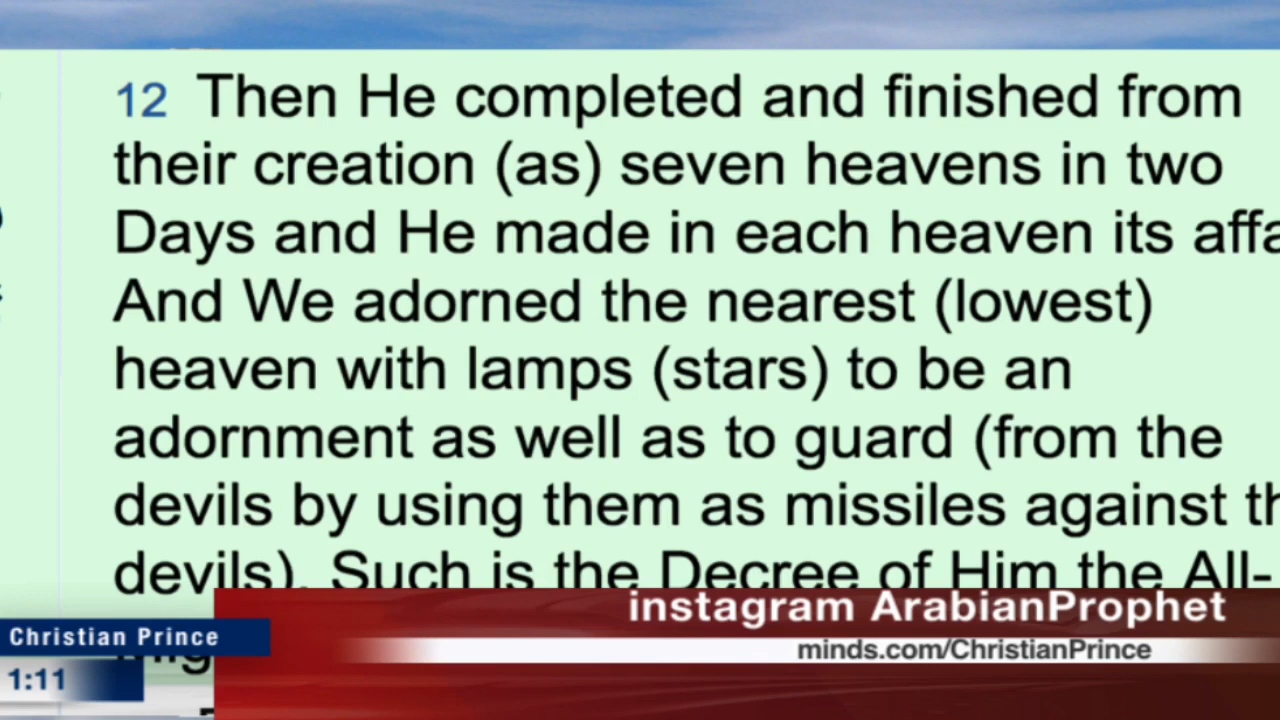 12 Then He completed and finished from
their creation (as) seven heavens in two
Days and He made in each heaven its affa
And We adorned the nearest (lowest)
heaven with lamps (stars) to be an
adornment as well as to guard (from the
devils by using them as missiles against th
devils). Such is the Decree of Him the All-
instagram ArabianProphet
Christian Prince
minds.com/ChristianPrince
1:11